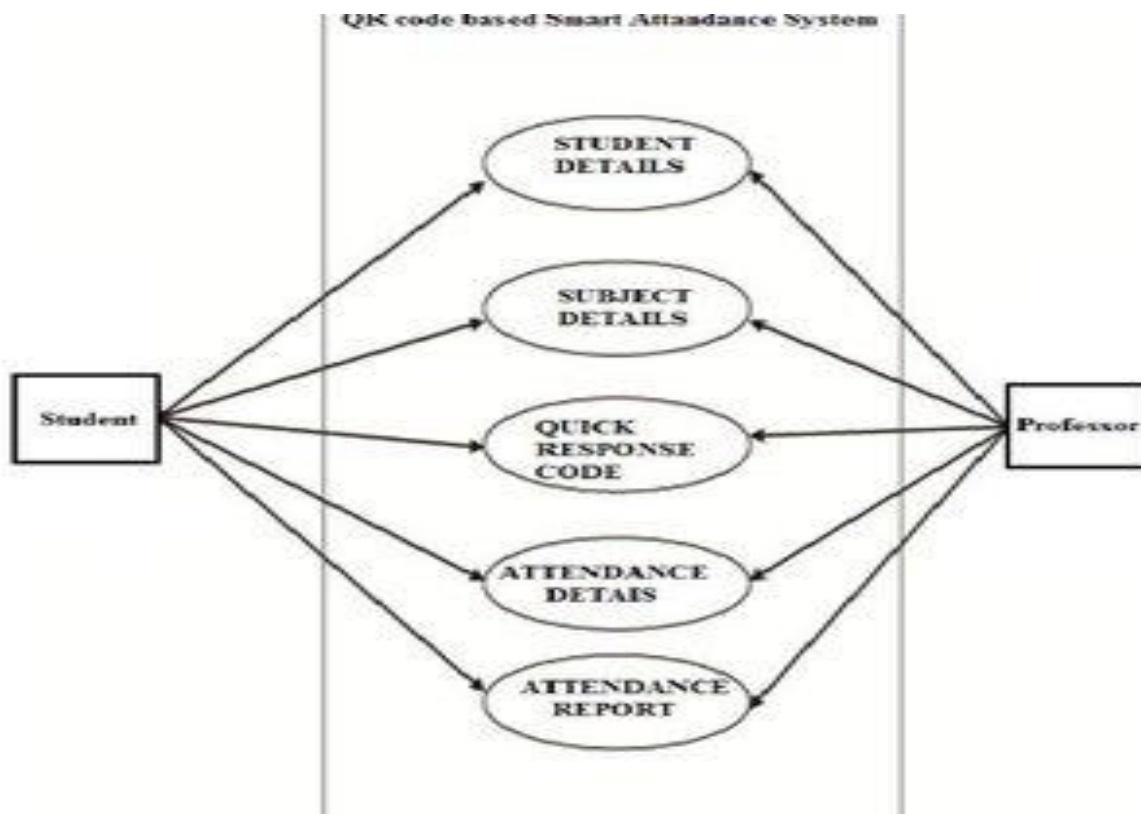 QR code based Smart Attandance System
STUDENT
DETAILS
SUBJECT
DETAILS
Student
QUICK
RESPONSE
CODE
Professor
ATTENDANCE
DETAIS
ATTENDANCE
REPORT